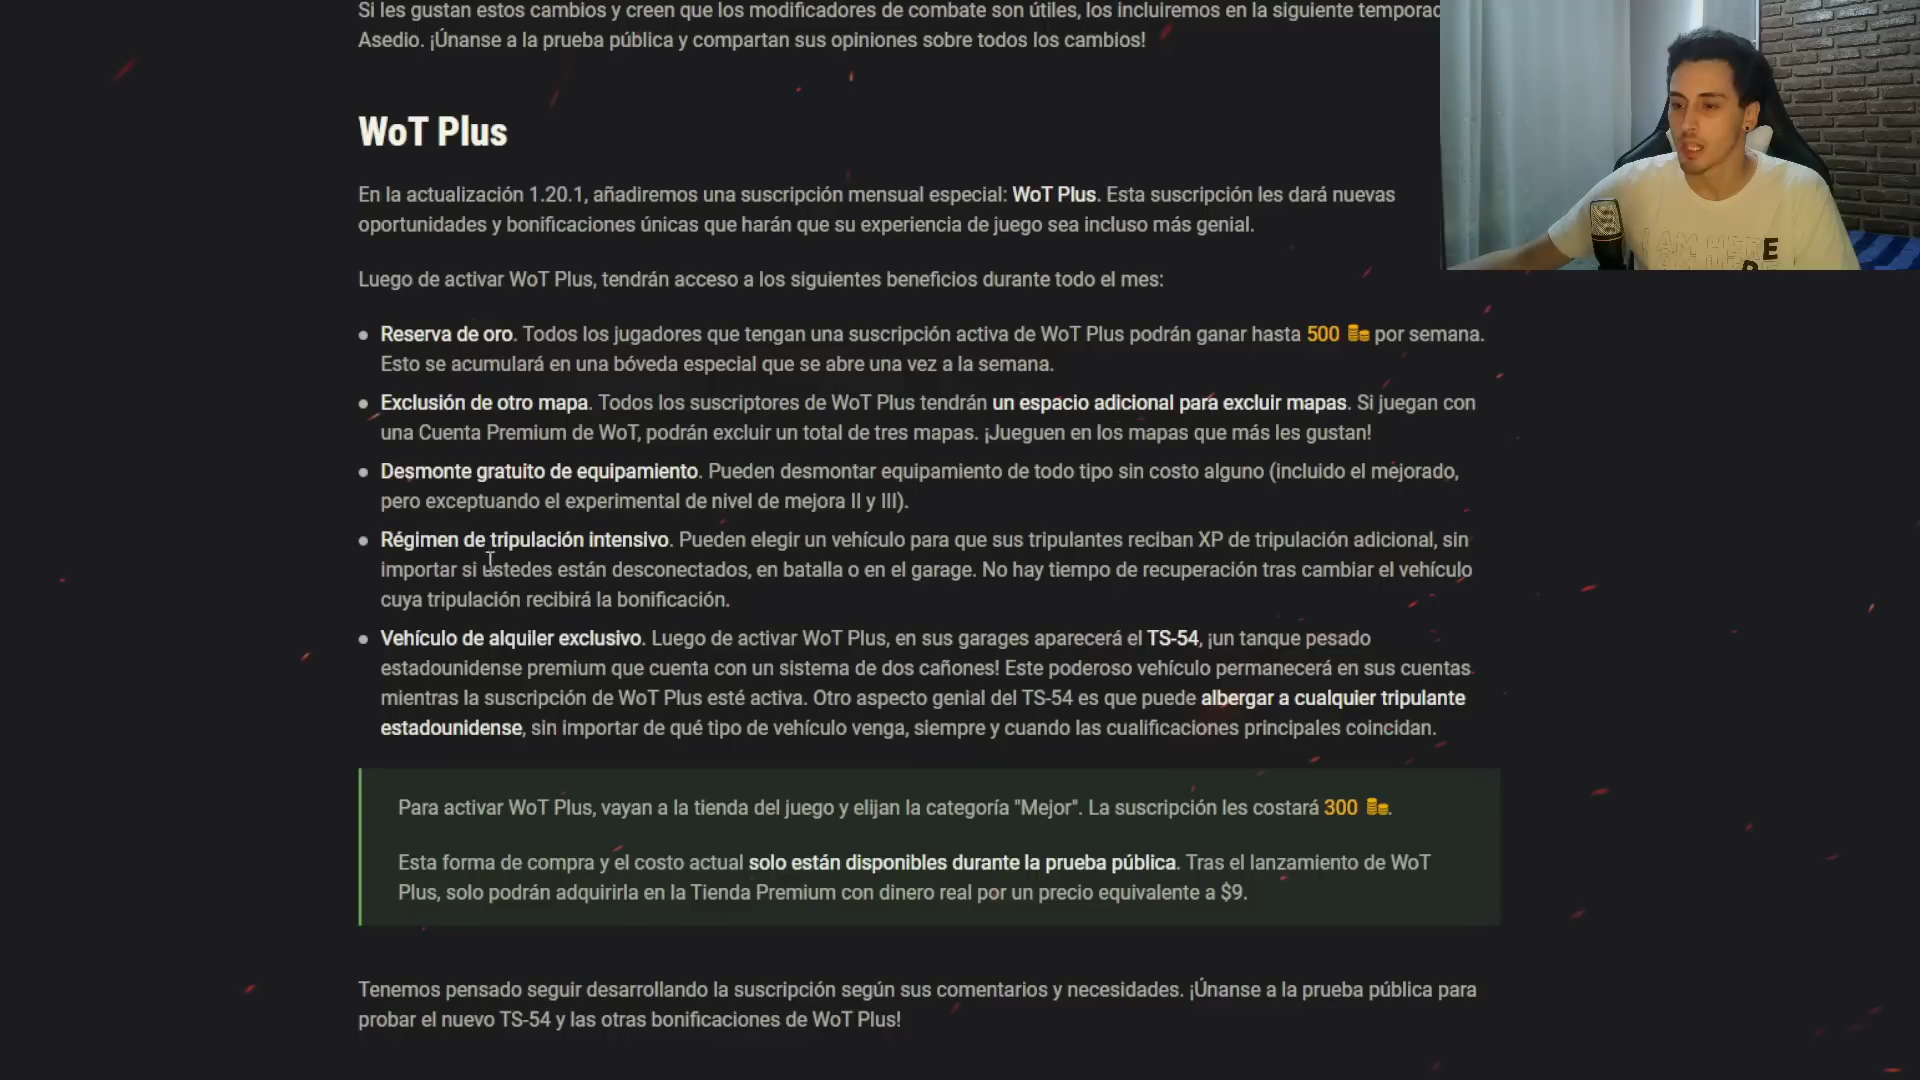 Si les gustan estos cambios y creen que los modificadores de combate son útiles, los incluiremos en la siguiente
Asedio. ¡Únanse a la prueba pública y compartan sus opiniones sobre todos los cambios!
WoT Plus
En la actualización 1.20.1, añadiremos una suscripción mensual especial: WoT Plus. Esta suscripción les dará nuevas
oportunidades y bonificaciones únicas que harán que su experiencia de juego sea incluso más genial.
Luego de activar WoT Plus, tendrán acceso a los siguientes beneficios durante todo el mes:
Reserva de oro. Todos los jugadores que tengan una suscripción activa de WoT Plus podrán ganar hasta 500 por semana.
Esto se acumulará en una bóveda especial que se abre una vez a la semana.
Exclusión de otro mapa. Todos los suscriptores de WoT Plus tendrán un espacio adicional para excluir mapas. Si juegan con
una Cuenta Premium de WoT, podrán excluir un total de tres mapas. ¡Jueguen en los mapas que más les gustan!
Desmonte gratuito de equipamiento. Pueden desmontar equipamiento de todo tipo sin costo alguno (incluido el mejorado,
pero exceptuando el experimental de nivel de mejora II y III).
Régimen de tripulación intensivo. Pueden elegir un vehículo para que sus tripulantes reciban XP de tripulación adicional, sin
importar si ustedes están desconectados, en batalla o en el garage. No hay tiempo de recuperación tras cambiar el vehículo
cuya tripulación recibirá la bonificación.
Vehículo de alquiler exclusivo. Luego de activar WoT Plus, en sus garages aparecerá el TS-54, ¡un tanque pesado
estadounidense premium que cuenta con un sistema de dos cañones! Este poderoso vehículo permanecerá en sus cuentas
mientras la suscripción de WoT Plus esté activa. Otro aspecto genial del TS-54 es que puede albergar a cualquier tripulante
estadounidense, sin importar de qué tipo de vehículo venga, siempre y cuando las cualificaciones principales coincidan.
Para activar WoT Plus, vayan a la tienda del juego y elijan la categoría "Mejor". La suscripción les costará 300.
Esta forma de compra y el costo actual solo están disponibles durante la prueba pública. Tras el lanzamiento de WoT
Plus, solo podrán adquirirla en la Tienda Premium con dinero real por un precio equivalente a $9.
Tenemos pensado seguir desarrollando la suscripción según sus comentarios y necesidades. ¡Únanse a la prueba pública para
probar el nuevo TS-54 y las otras bonificaciones de WoT Plus!
I AM HERE